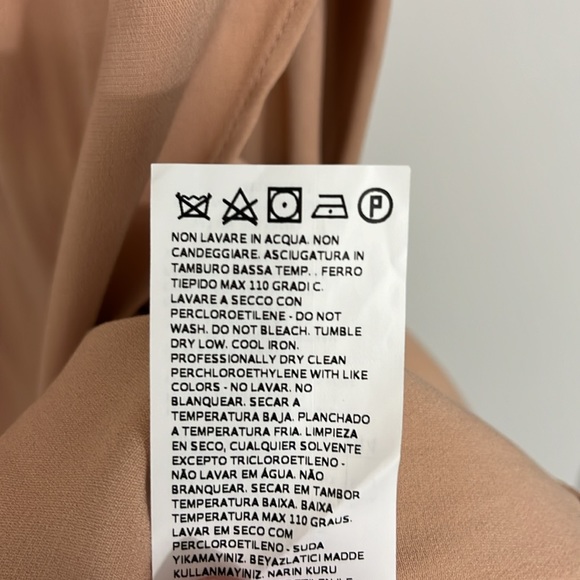 P
NON LAVARE IN ACQUA. NON
CANDEGGIARE. ASCIUGATURA IN
TAMBURO BASSA TEMP. . FERRO
TIEPIDO MAX 110 GRADI C.
LAVARE A SECCO CON
PERCLOROETILENE - DO NOT
WASH. DO NOT BLEACH. TUMBLE
DRY LOW. COOL IRON.
PROFESSIONALLY DRY CLEAN
PERCHLOROETHYLENE WITH LIKE
COLORS - NO LAVAR. NO
BLANQUEAR. SECAR A
TEMPERATURA BAJA. PLANCHADO
A TEMPERATURA FRIA. LIMPIEZA
EN SECO, CUALQUIER SOLVENTE
EXCEPTO TRICLOROETILENO -
NÃO LAVAR EM ÁGUA. NÃO
BRANQUEAR. SECAR EM TAMBOR
TEMPERATURA BAIXA. BAIXA
TEMPERATURA MAX 110 GRAUS.
LAVAR EM SECO COM
PERCLOROETILENO - SUDA
YIKAMAYINIZ. BEYAZLATICI MADDE
KULLANMAYINIZ. NARIN KURU